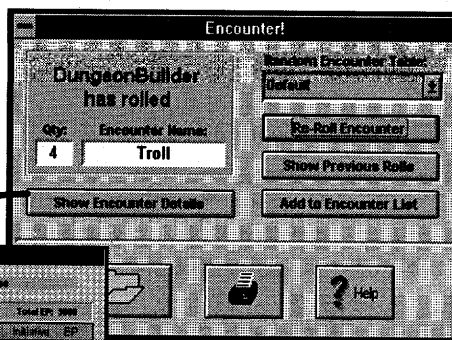 Encounter!
DungeonBuilder
has rolled
Qty: Encounter Name:
4 Troll
Random Encounter Table:
Default
Re-Roll Encounter
Show Previous Rolls
Show Encounter Details
Add to Encounter List
Help
Total EP:
Initiative EP